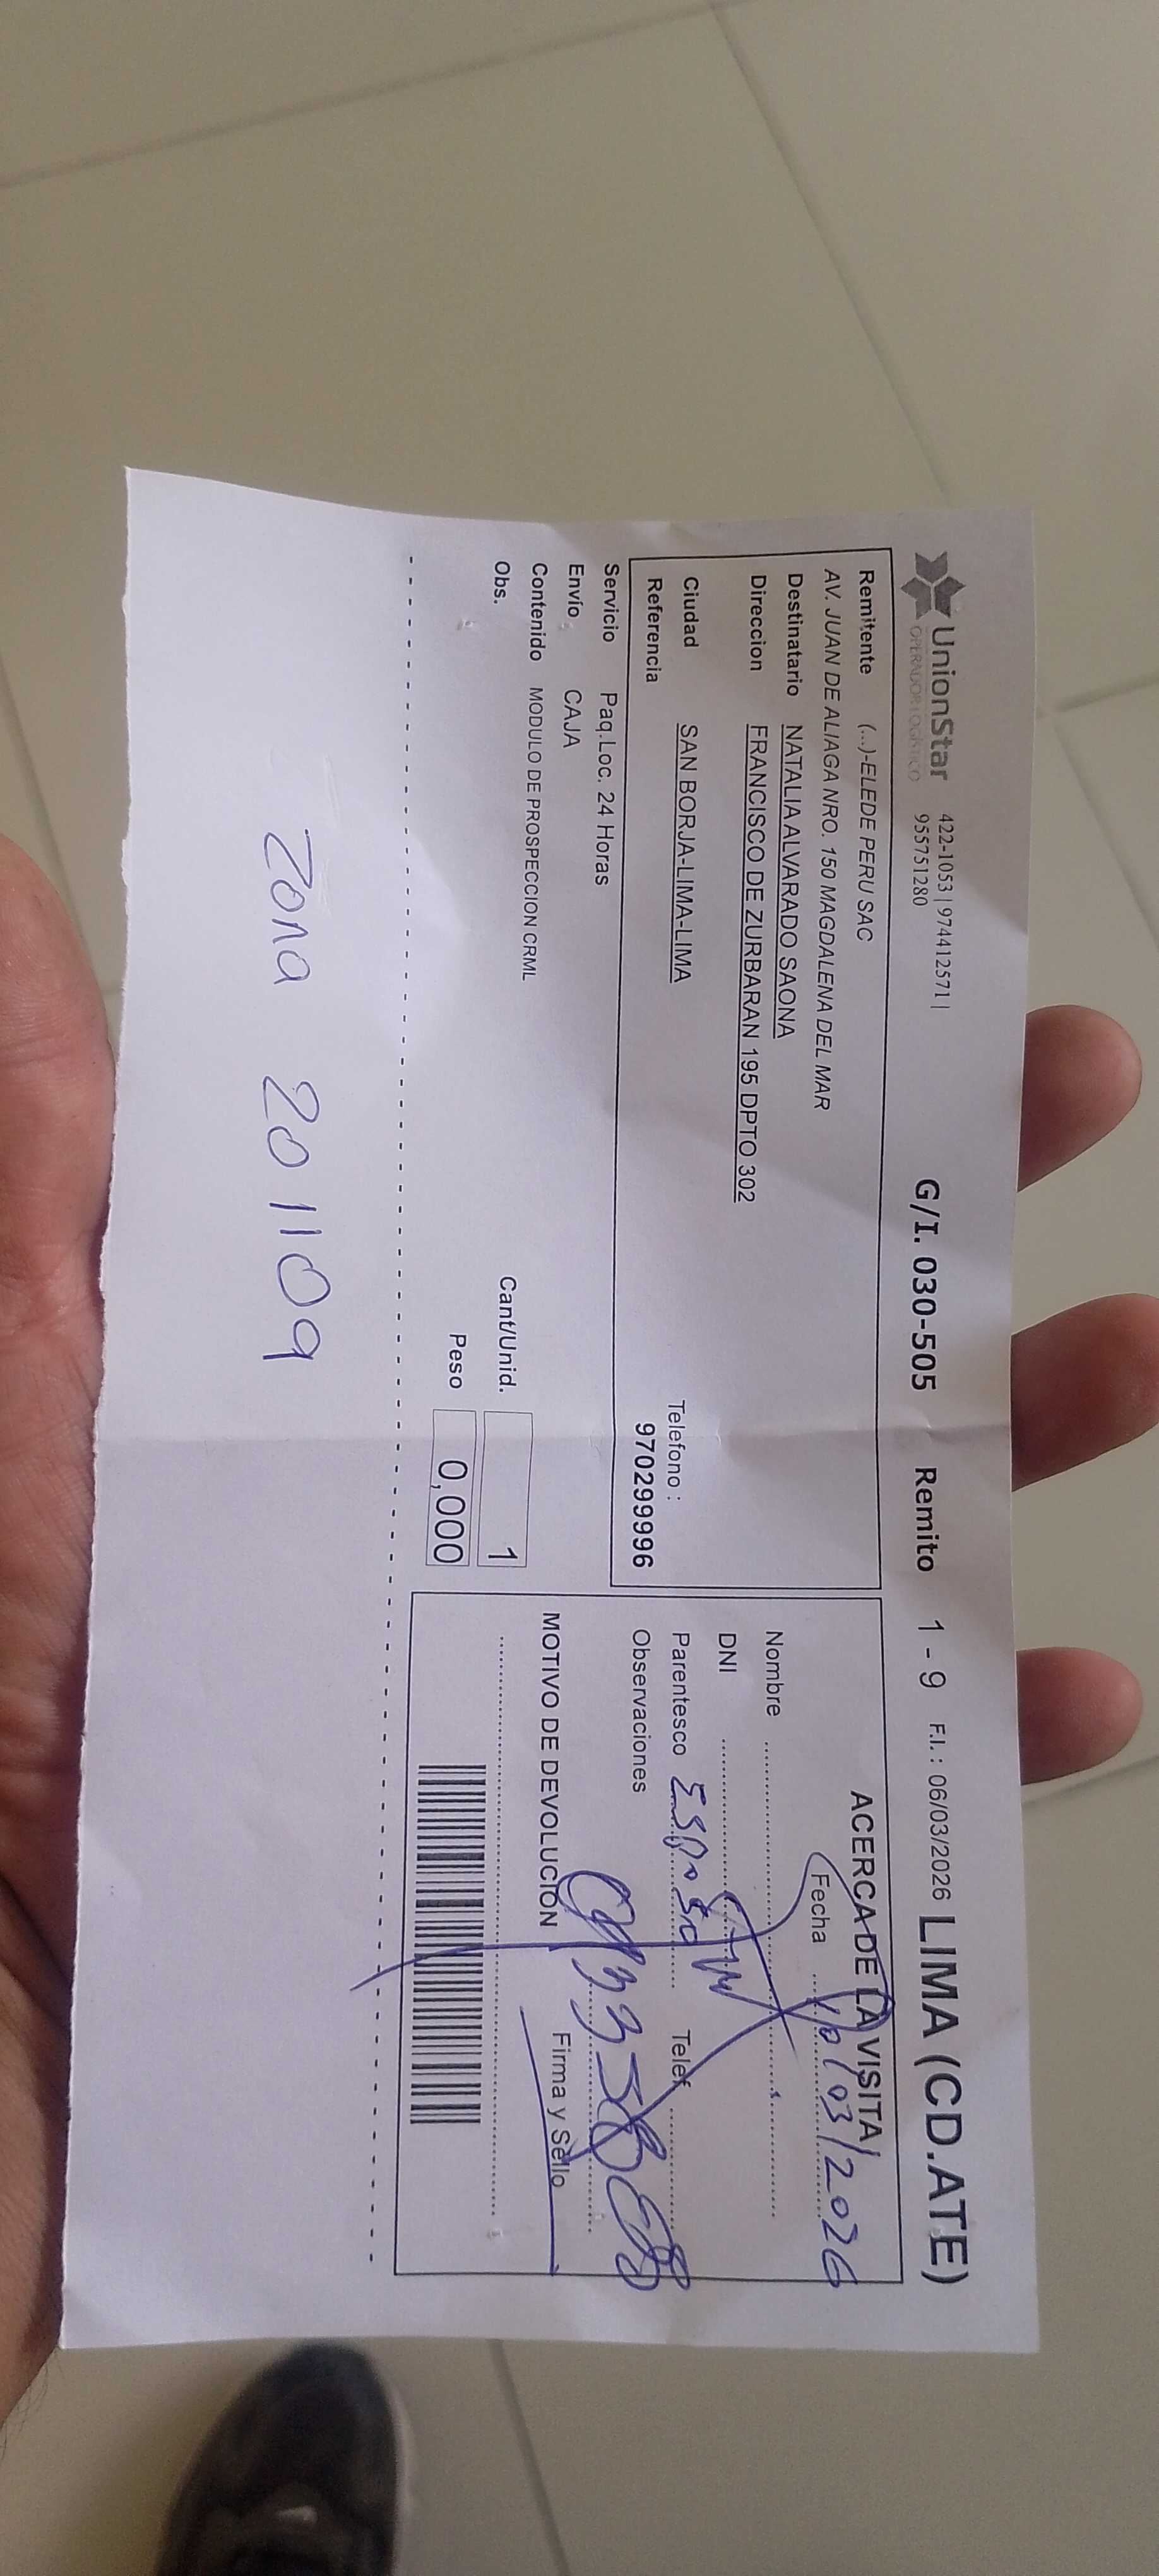 UnionStar 422-1053 | 974412571 |
OPERADOR LOGÍSTICO 955751280
G/I. 030-505 Remito 1 - 9 F.I. : 06/03/2026 LIMA (CD.ATE)
Remitente (...)-ELEDE PERU SAC
AV. JUAN DE ALIAGA NRO. 150 MAGDALENA DEL MAR
Destinatario NATALIA ALVARADO SAONA
Direccion FRANCISCO DE ZURBARAN 195 DPTO 302
Ciudad SAN BORJA-LIMA-LIMA
Telefono :
Referencia 970299996
Servicio Paq.Loc. 24 Horas
Envío : CAJA
Contenido MODULO DE PROSPECCION CRML
Obs.
Cant/Unid. 1
Peso 0,000
ACERCA DE LA VISITA
Fecha 10/03/2026
Nombre
DNI
Parentesco ESPOSO Telef
Observaciones
MOTIVO DE DEVOLUCIÓN
Firma y Sello
Zona 201109